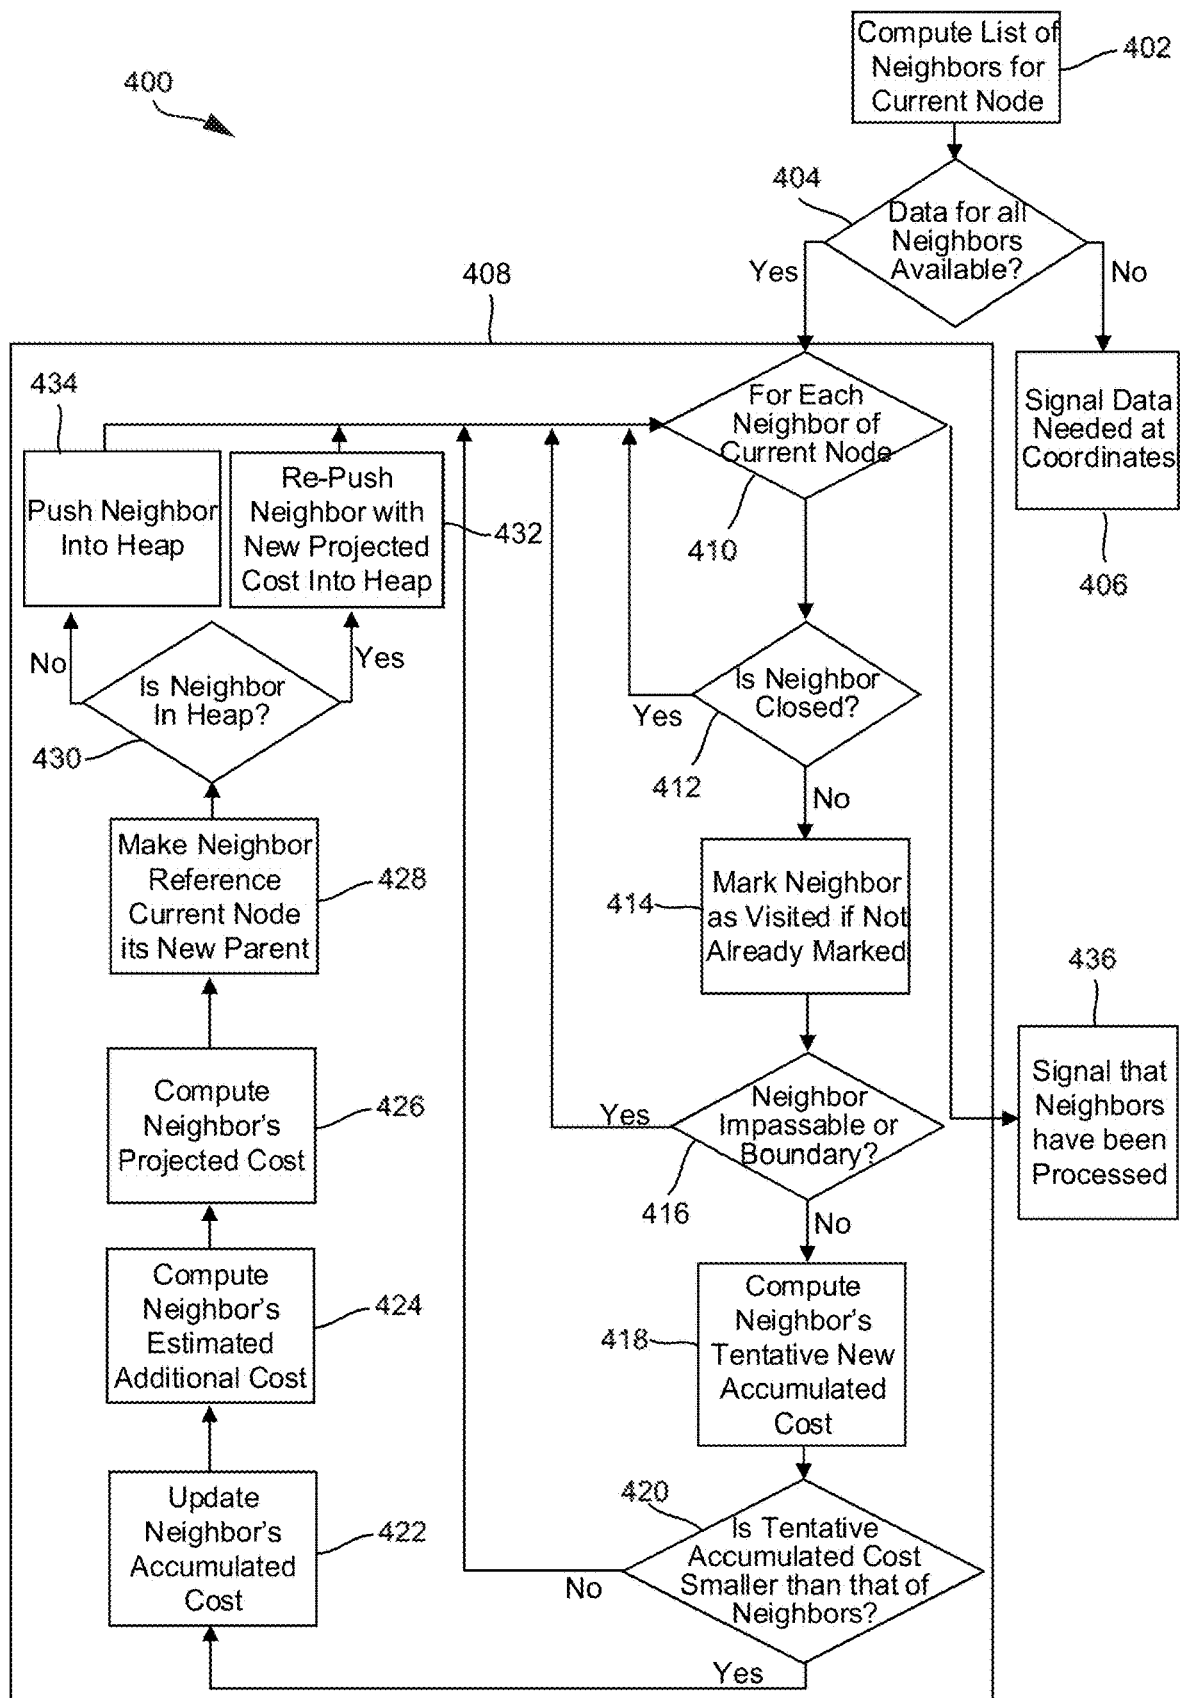 Compute List of
Neighbors for
Current Node
402
400
404
Data for all
Neighbors
Available?
Yes
No
408
434
For Each
Neighbor of
Current Node
410
Signal Data
Needed at
Coordinates
406
Push Neighbor
Into Heap
Re-Push
Neighbor with
New Projected
Cost Into Heap
432
No
Yes
Is Neighbor
In Heap?
430
Is Neighbor
Closed?
Yes
412
No
Make Neighbor
Reference
Current Node
its New Parent
428
414
Mark Neighbor
as Visited if Not
Already Marked
436
Compute
Neighbor's
Projected Cost
426
Yes
Neighbor
Impassable or
Boundary?
416
No
Signal that
Neighbors
have been
Processed
Compute
Neighbor's
Estimated
Additional Cost
424
418
Compute
Neighbor's
Tentative New
Accumulated
Cost
Update
Neighbor's
Accumulated
Cost
422
420
Is Tentative
Accumulated Cost
Smaller than that of
Neighbors?
No
Yes